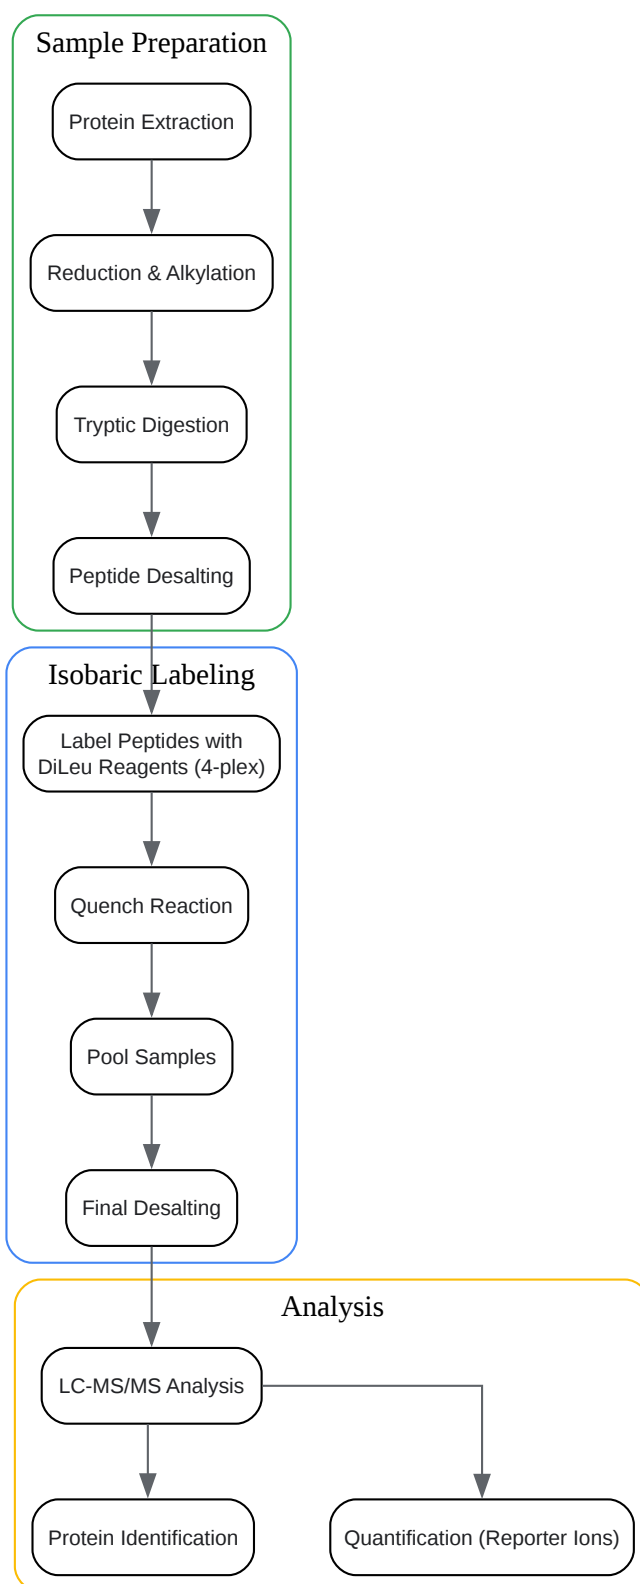 Sample Preparation
Protein Extraction
Reduction & Alkylation
Tryptic Digestion
Peptide Desalting
Isobaric Labeling
Label Peptides with
DiLeu Reagents (4-plex)
Quench Reaction
Pool Samples
Final Desalting
Analysis
LC-MS/MS Analysis
Protein Identification
Quantification (Reporter Ions)